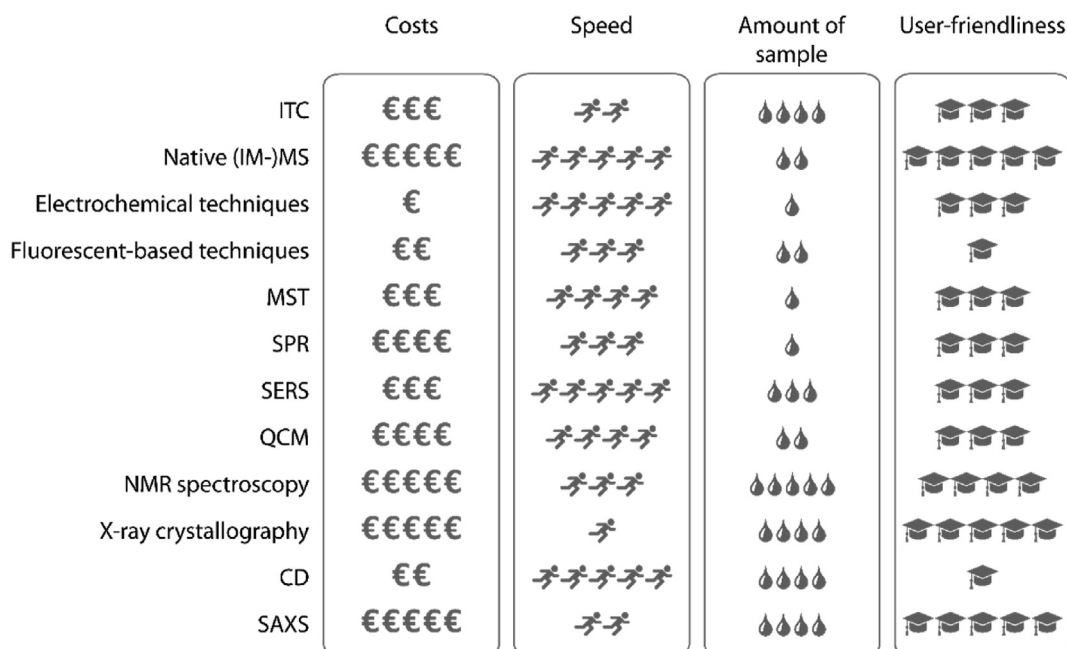 Costs Speed Amount of sample User-friendliness
ITC €€€
Native (IM-)MS €€€€€
Electrochemical techniques €
Fluorescent-based techniques €€
MST €€€
SPR €€€€
SERS €€€
QCM €€€€
NMR spectroscopy €€€€€
X-ray crystallography €€€€€
CD €€
SAXS €€€€€